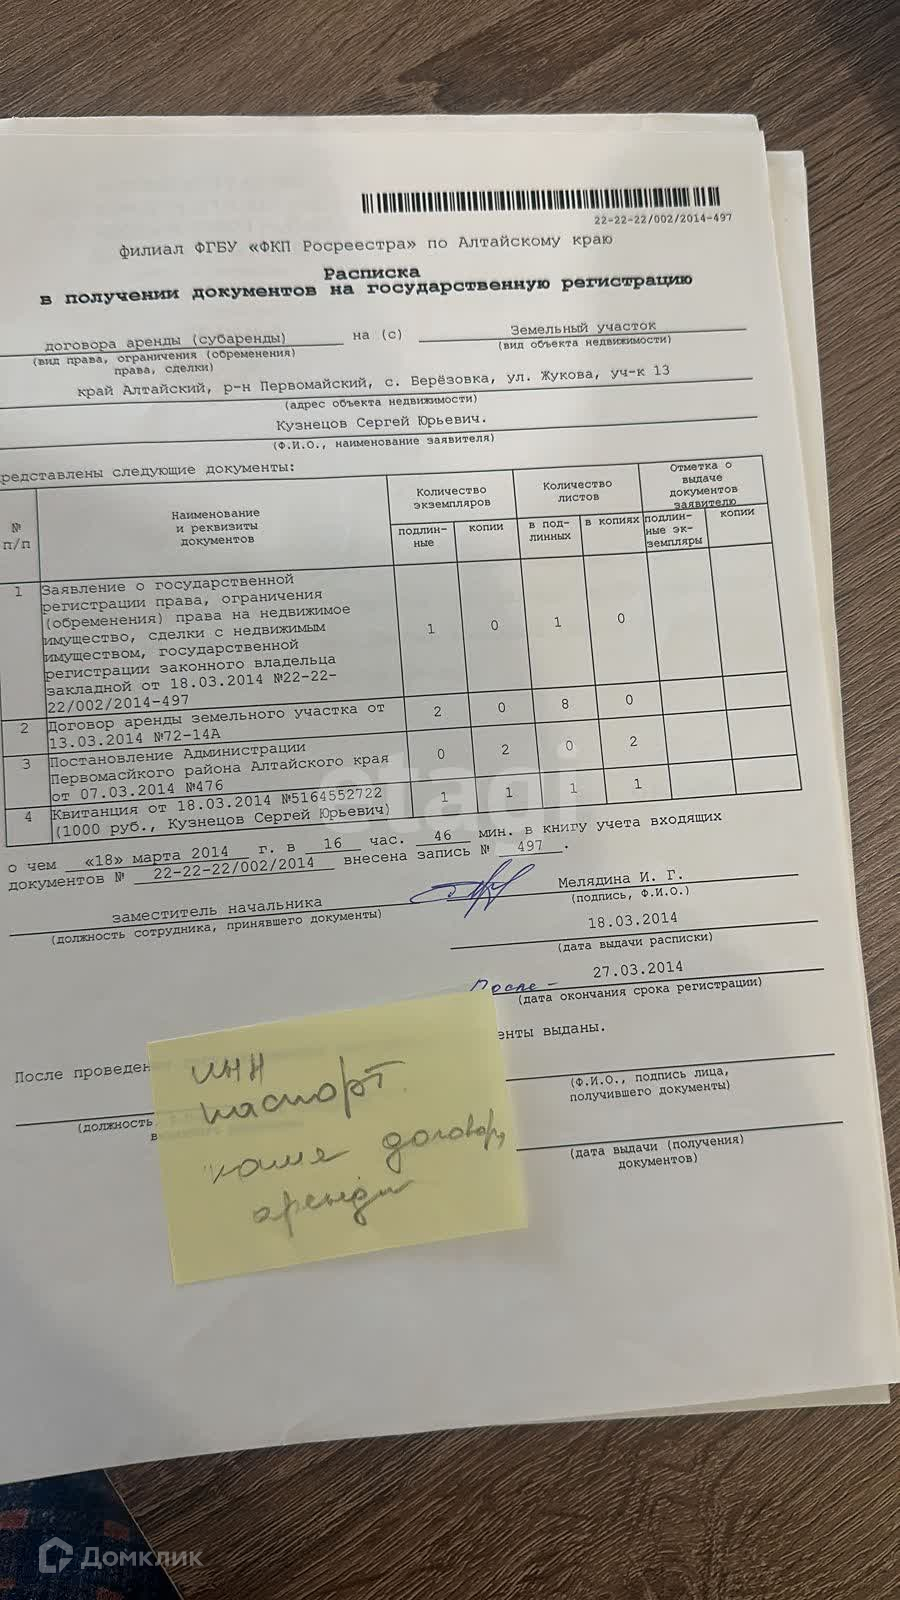 22-22-22/002/2014-497
филиал ФГБУ «ФКП Росреестра» по Алтайскому краю
Расписка
в получении документов на государственную регистрацию
договора аренды (субаренды) на (с) Земельный участок
(вид права, ограничения (обременения) права, сделки) (вид объекта недвижимости)
край Алтайский, р-н Первомайский, с. Берёзовка, ул. Жукова, уч-к 13
(адрес объекта недвижимости)
Кузнецов Сергей Юрьевич.
(Ф.И.О., наименование заявителя)
редставлены следующие документы:
№ п/п
Наименование
и реквизиты
документов
Количество
экземпляров
Количество
листов
Отметка о
выдаче
документов
заявителю
подлин-
ные
копии
в под-
линных
в копиях
подлин-
ные эк-
земпляры
копии
1 Заявление о государственной
регистрации права, ограничения
(обременения) права на недвижимое
имущество, сделки с недвижимым
имуществом, государственной
регистрации законного владельца
закладной от 18.03.2014 №22-22-
22/002/2014-497
1 0 1 0
2 Договор аренды земельного участка от
13.03.2014 №72-14А
2 0 8 0
3 Постановление Администрации
Первомасйкого района Алтайского края
от 07.03.2014 №476
0 2 0 2
4 Квитанция от 18.03.2014 №5164552722
(1000 руб., Кузнецов Сергей Юрьевич)
1 1 1 1
etagi
о чем «18» марта 2014 г. в 16 час. 46 мин. в книгу учета входящих
документов № 22-22-22/002/2014 внесена запись № 497.
заместитель начальника Мелядина И. Г.
(должность сотрудника, принявшего документы) (подпись, Ф.И.О.)
18.03.2014
(дата выдачи расписки)
После - 27.03.2014
(дата окончания срока регистрации)
После проведен енты выданы.
(должность
в
(Ф.И.О., подпись лица,
получившего документы)
(дата выдачи (получения)
документов)
ИНН
паспорт
договор
аренди
Домклик